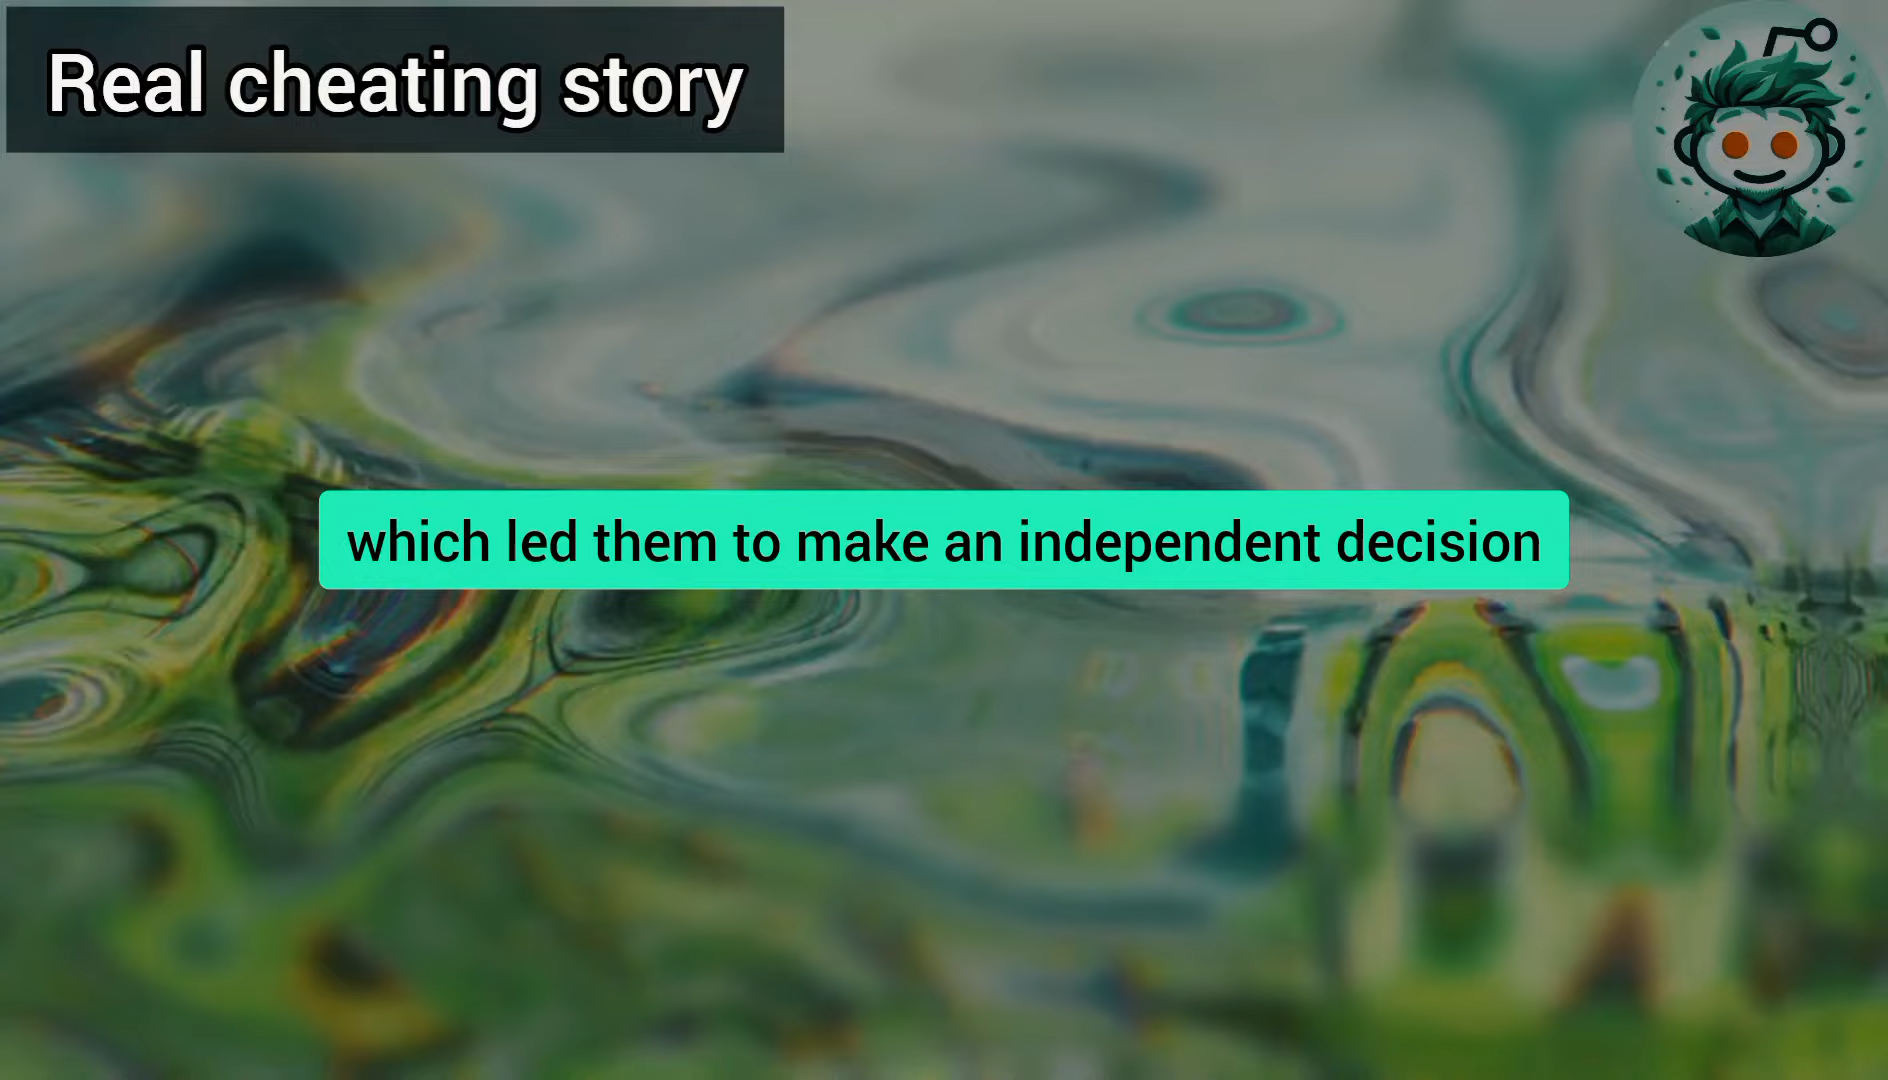 Real cheating story
which led them to make an independent decision